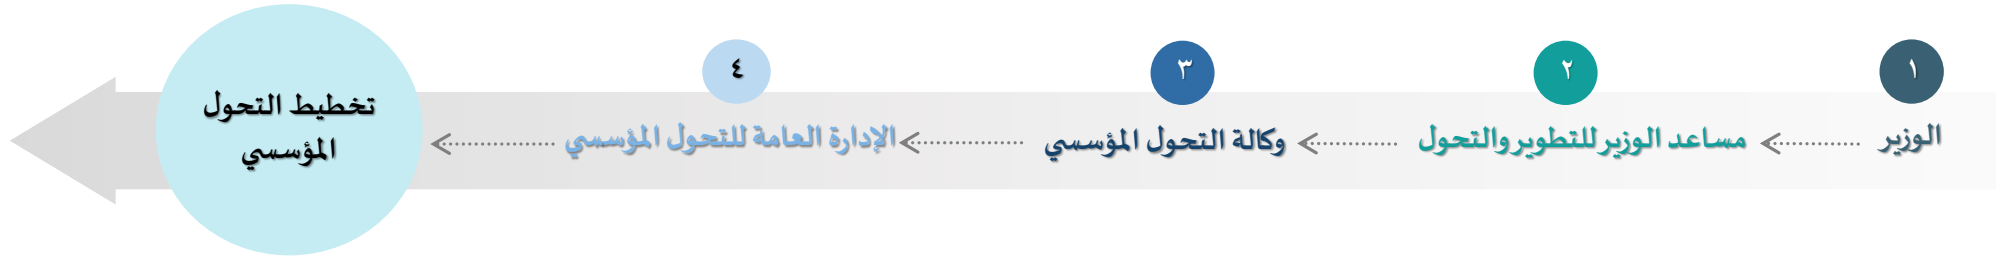 ١
الوزير
٢
مساعد الوزير للتطوير والتحول
٣
وكالة التحول المؤسسي
٤
الإدارة العامة للتحول المؤسسي
تخطيط التحول
المؤسسي